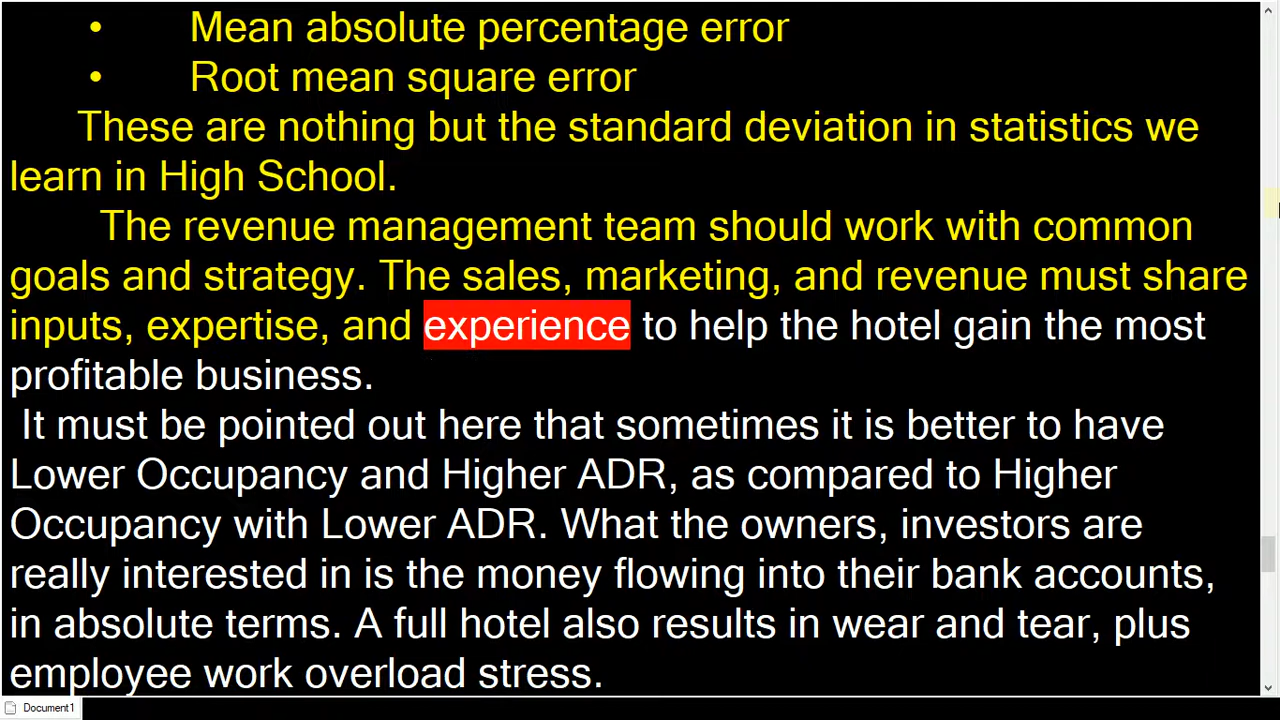 • Mean absolute percentage error
• Root mean square error
These are nothing but the standard deviation in statistics we
learn in High School.
The revenue management team should work with common
goals and strategy. The sales, marketing, and revenue must share
inputs, expertise, and experience to help the hotel gain the most
profitable business.
It must be pointed out here that sometimes it is better to have
Lower Occupancy and Higher ADR, as compared to Higher
Occupancy with Lower ADR. What the owners, investors are
really interested in is the money flowing into their bank accounts,
in absolute terms. A full hotel also results in wear and tear, plus
employee work overload stress.
Document1